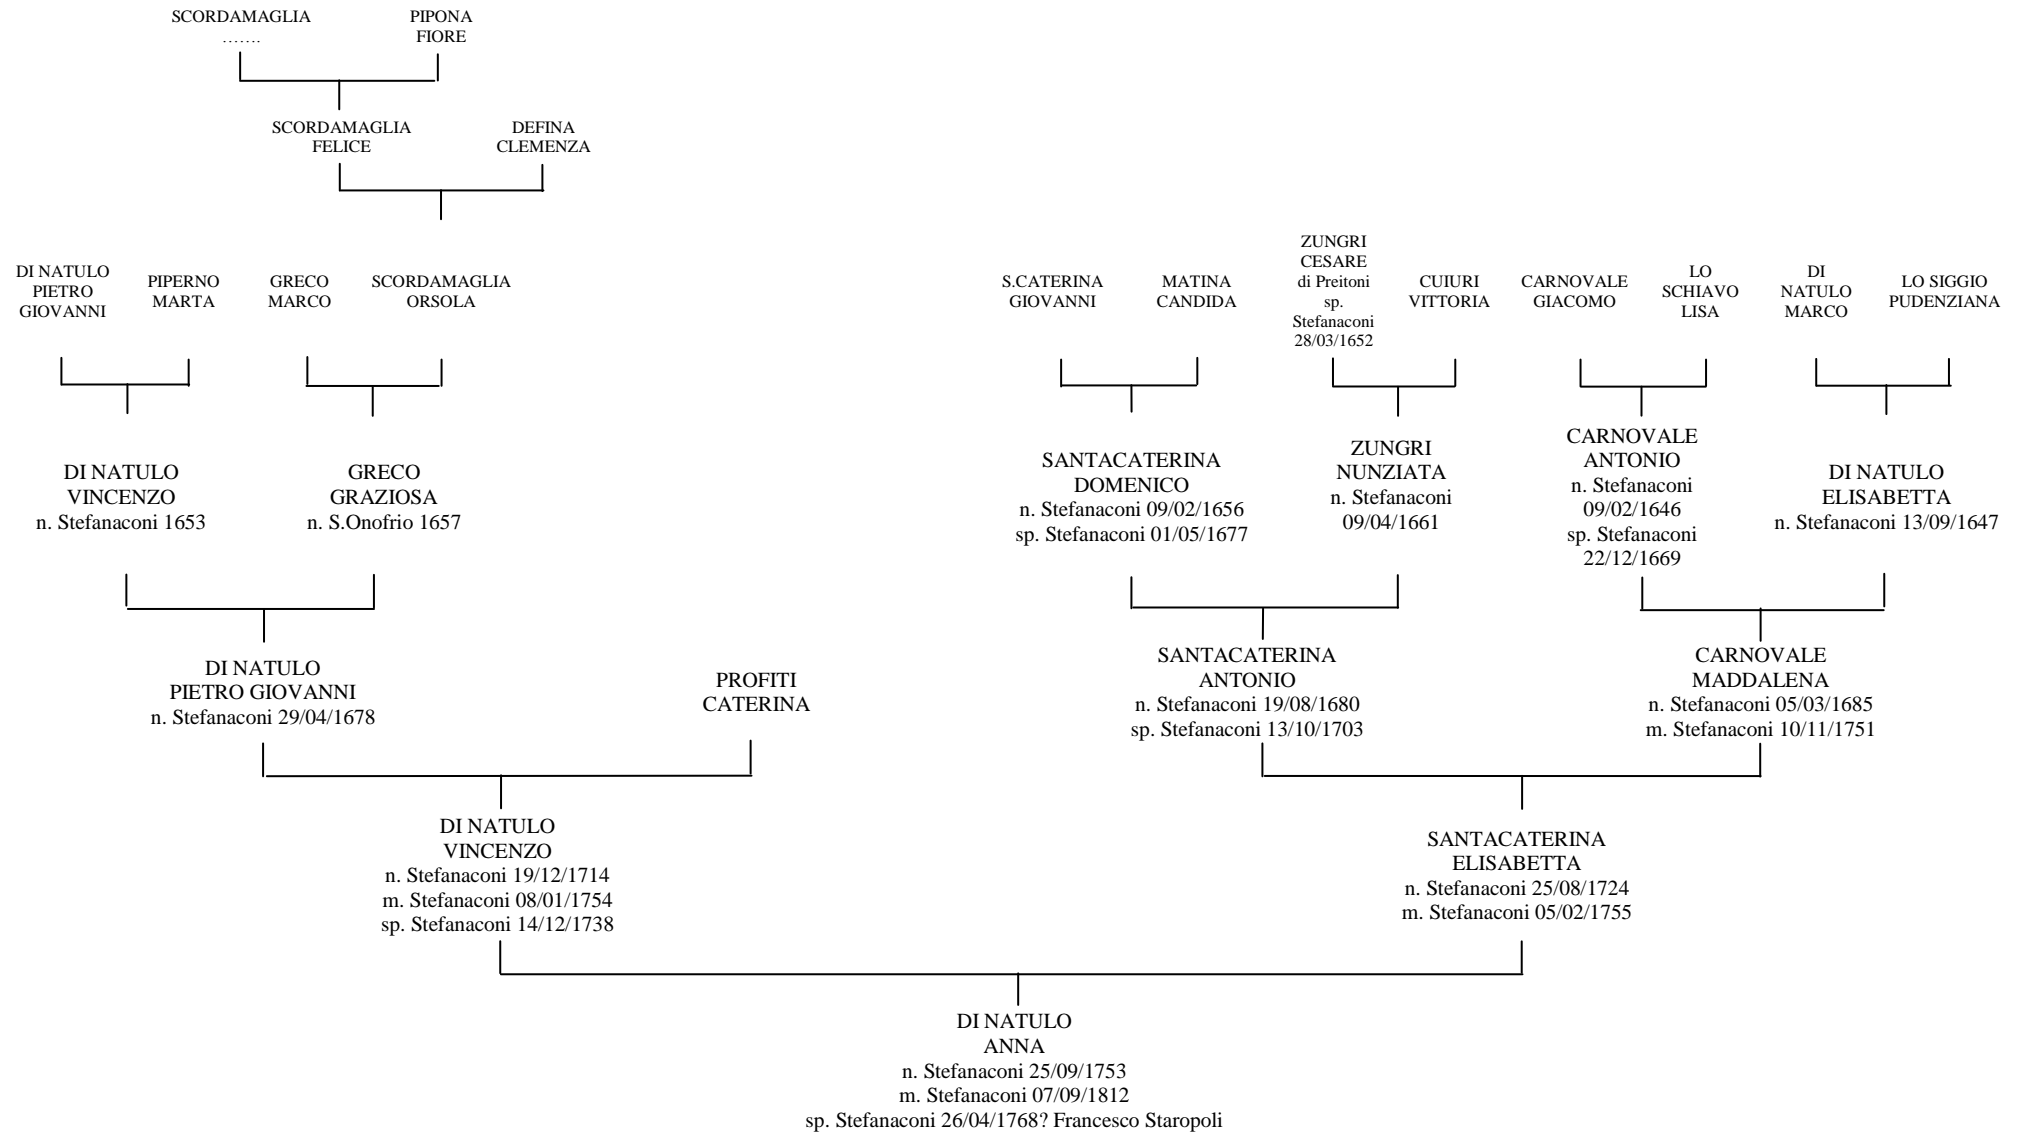 SCORDAMAGLIA
…….
PIPONA
FIORE
SCORDAMAGLIA
FELICE
DEFINA
CLEMENZA
DI NATULO
PIETRO
GIOVANNI
PIPERNO
MARTA
GRECO
MARCO
SCORDAMAGLIA
ORSOLA
S.CATERINA
GIOVANNI
MATINA
CANDIDA
ZUNGRI
CESARE
di Preitoni
sp.
Stefanaconi
28/03/1652
CUIURI
VITTORIA
CARNOVALE
GIACOMO
LO
SCHIAVO
LISA
DI
NATULO
MARCO
LO SIGGIO
PUDENZIANA
DI NATULO
VINCENZO
n. Stefanaconi 1653
GRECO
GRAZIOSA
n. S.Onofrio 1657
SANTACATERINA
DOMENICO
n. Stefanaconi 09/02/1656
sp. Stefanaconi 01/05/1677
ZUNGRI
NUNZIATA
n. Stefanaconi
09/04/1661
CARNOVALE
ANTONIO
n. Stefanaconi
09/02/1646
sp. Stefanaconi
22/12/1669
DI NATULO
ELISABETTA
n. Stefanaconi 13/09/1647
DI NATULO
PIETRO GIOVANNI
n. Stefanaconi 29/04/1678
PROFITI
CATERINA
SANTACATERINA
ANTONIO
n. Stefanaconi 19/08/1680
sp. Stefanaconi 13/10/1703
CARNOVALE
MADDALENA
n. Stefanaconi 05/03/1685
m. Stefanaconi 10/11/1751
DI NATULO
VINCENZO
n. Stefanaconi 19/12/1714
m. Stefanaconi 08/01/1754
sp. Stefanaconi 14/12/1738
SANTACATERINA
ELISABETTA
n. Stefanaconi 25/08/1724
m. Stefanaconi 05/02/1755
DI NATULO
ANNA
n. Stefanaconi 25/09/1753
m. Stefanaconi 07/09/1812
sp. Stefanaconi 26/04/1768? Francesco Staropoli